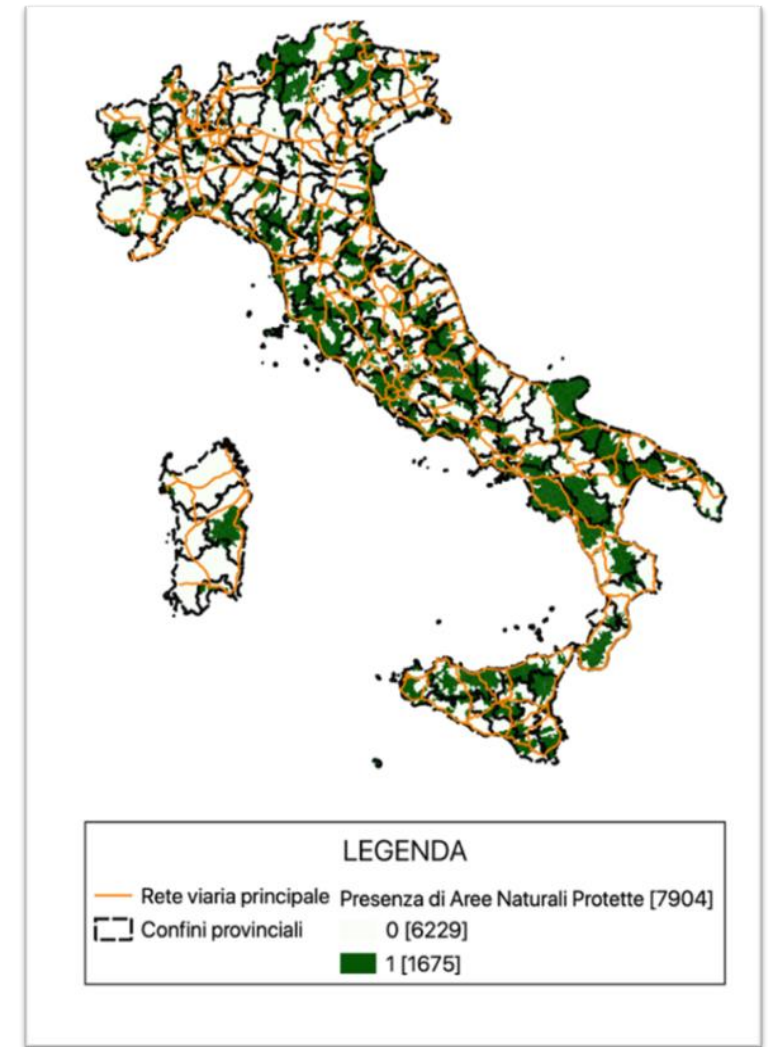 LEGENDA
Rete viaria principale
Confini provinciali
Presenza di Aree Naturali Protette [7904]
0 [6229]
1 [1675]